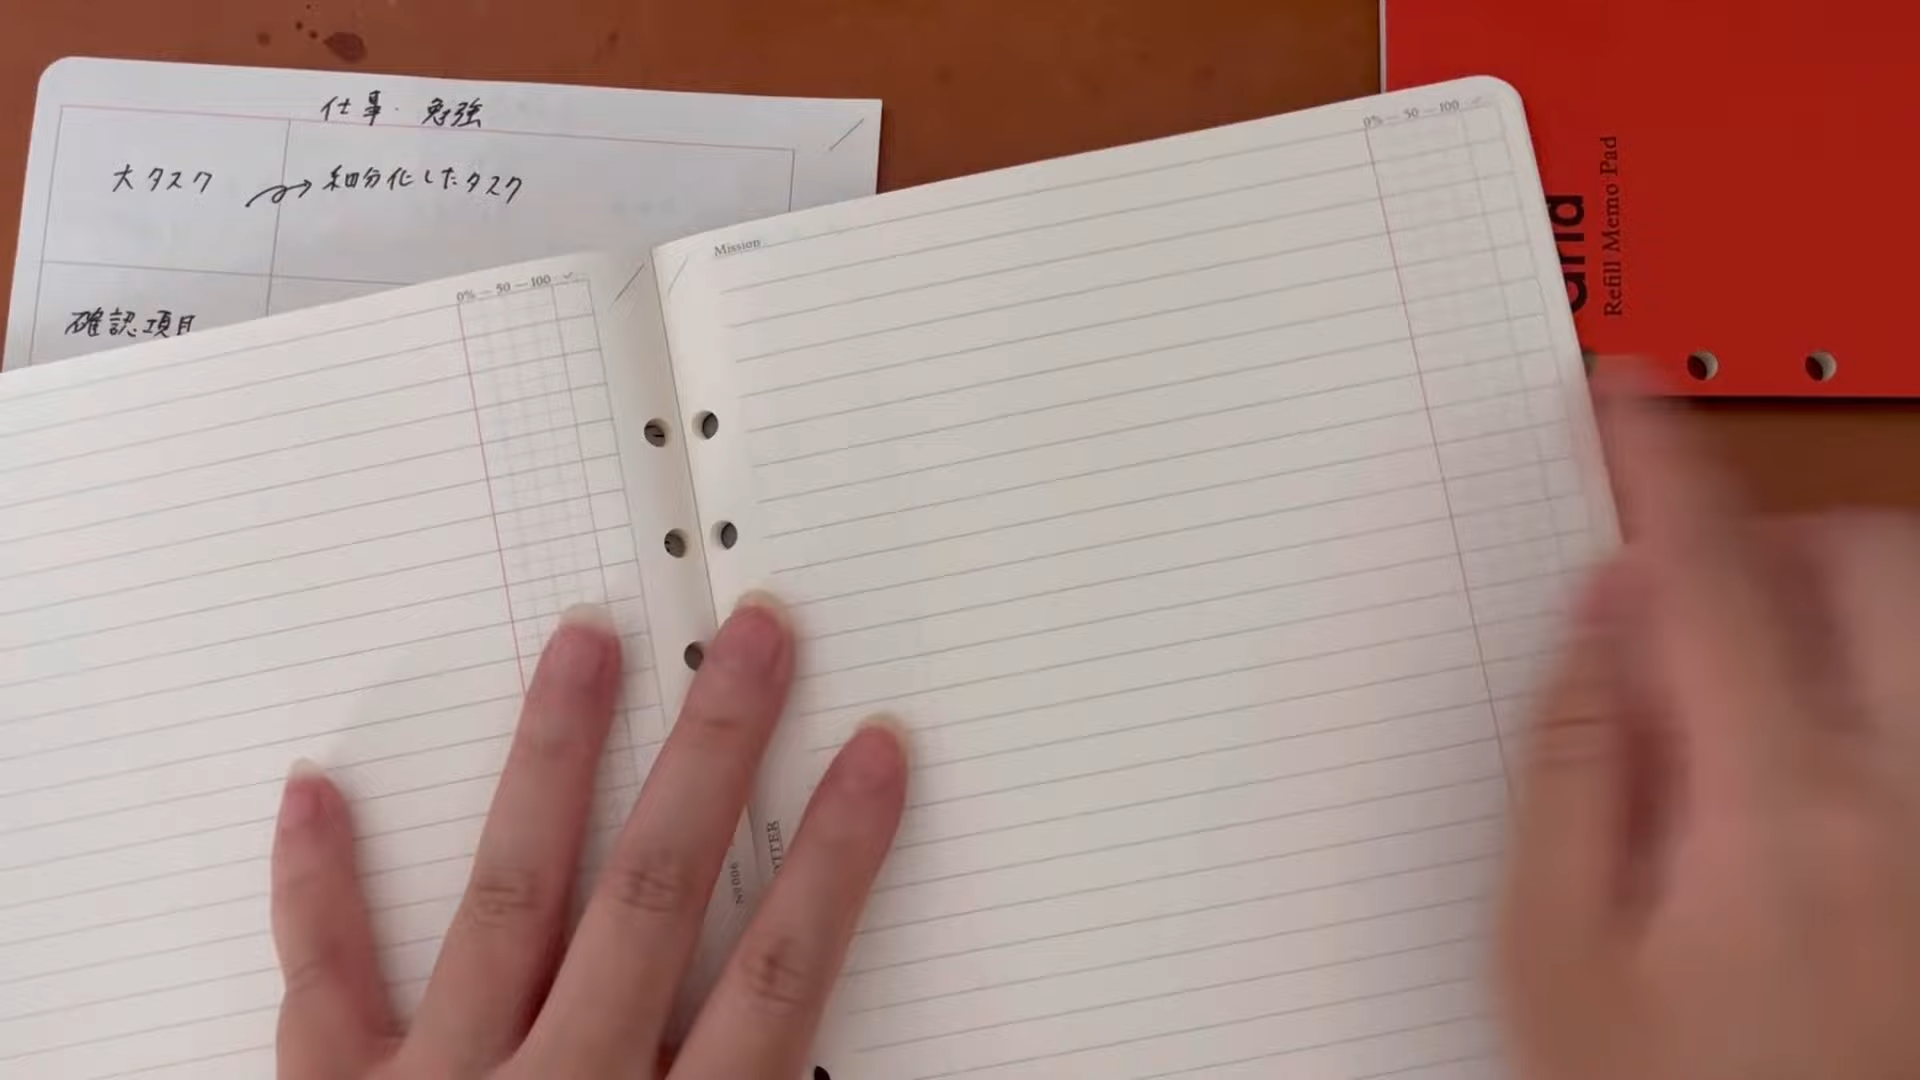 仕事・勉強
大タスク
細分化したタスク
確認項目
0% — 50 — 100
Mission
0% — 50 — 100
Refill Memo Pad
Nº006